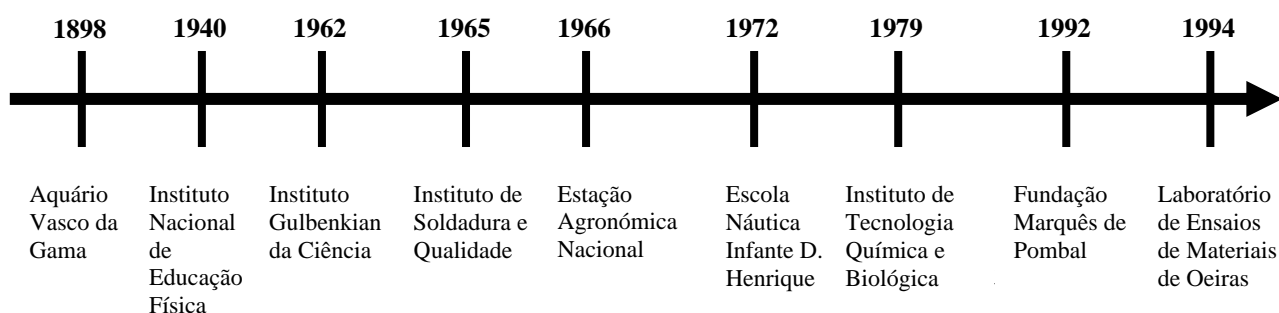 1898 1940 1962 1965 1966 1972 1979 1992 1994
Aquário
Vasco da
Gama
Instituto
Nacional
de
Educação
Física
Instituto
Gulbenkian
da Ciência
Instituto de
Soldadura e
Qualidade
Estação
Agronómica
Nacional
Escola
Náutica
Infante D.
Henrique
Instituto de
Tecnologia
Química e
Biológica
Fundação
Marquês de
Pombal
Laboratório
de Ensaios
de Materiais
de Oeiras